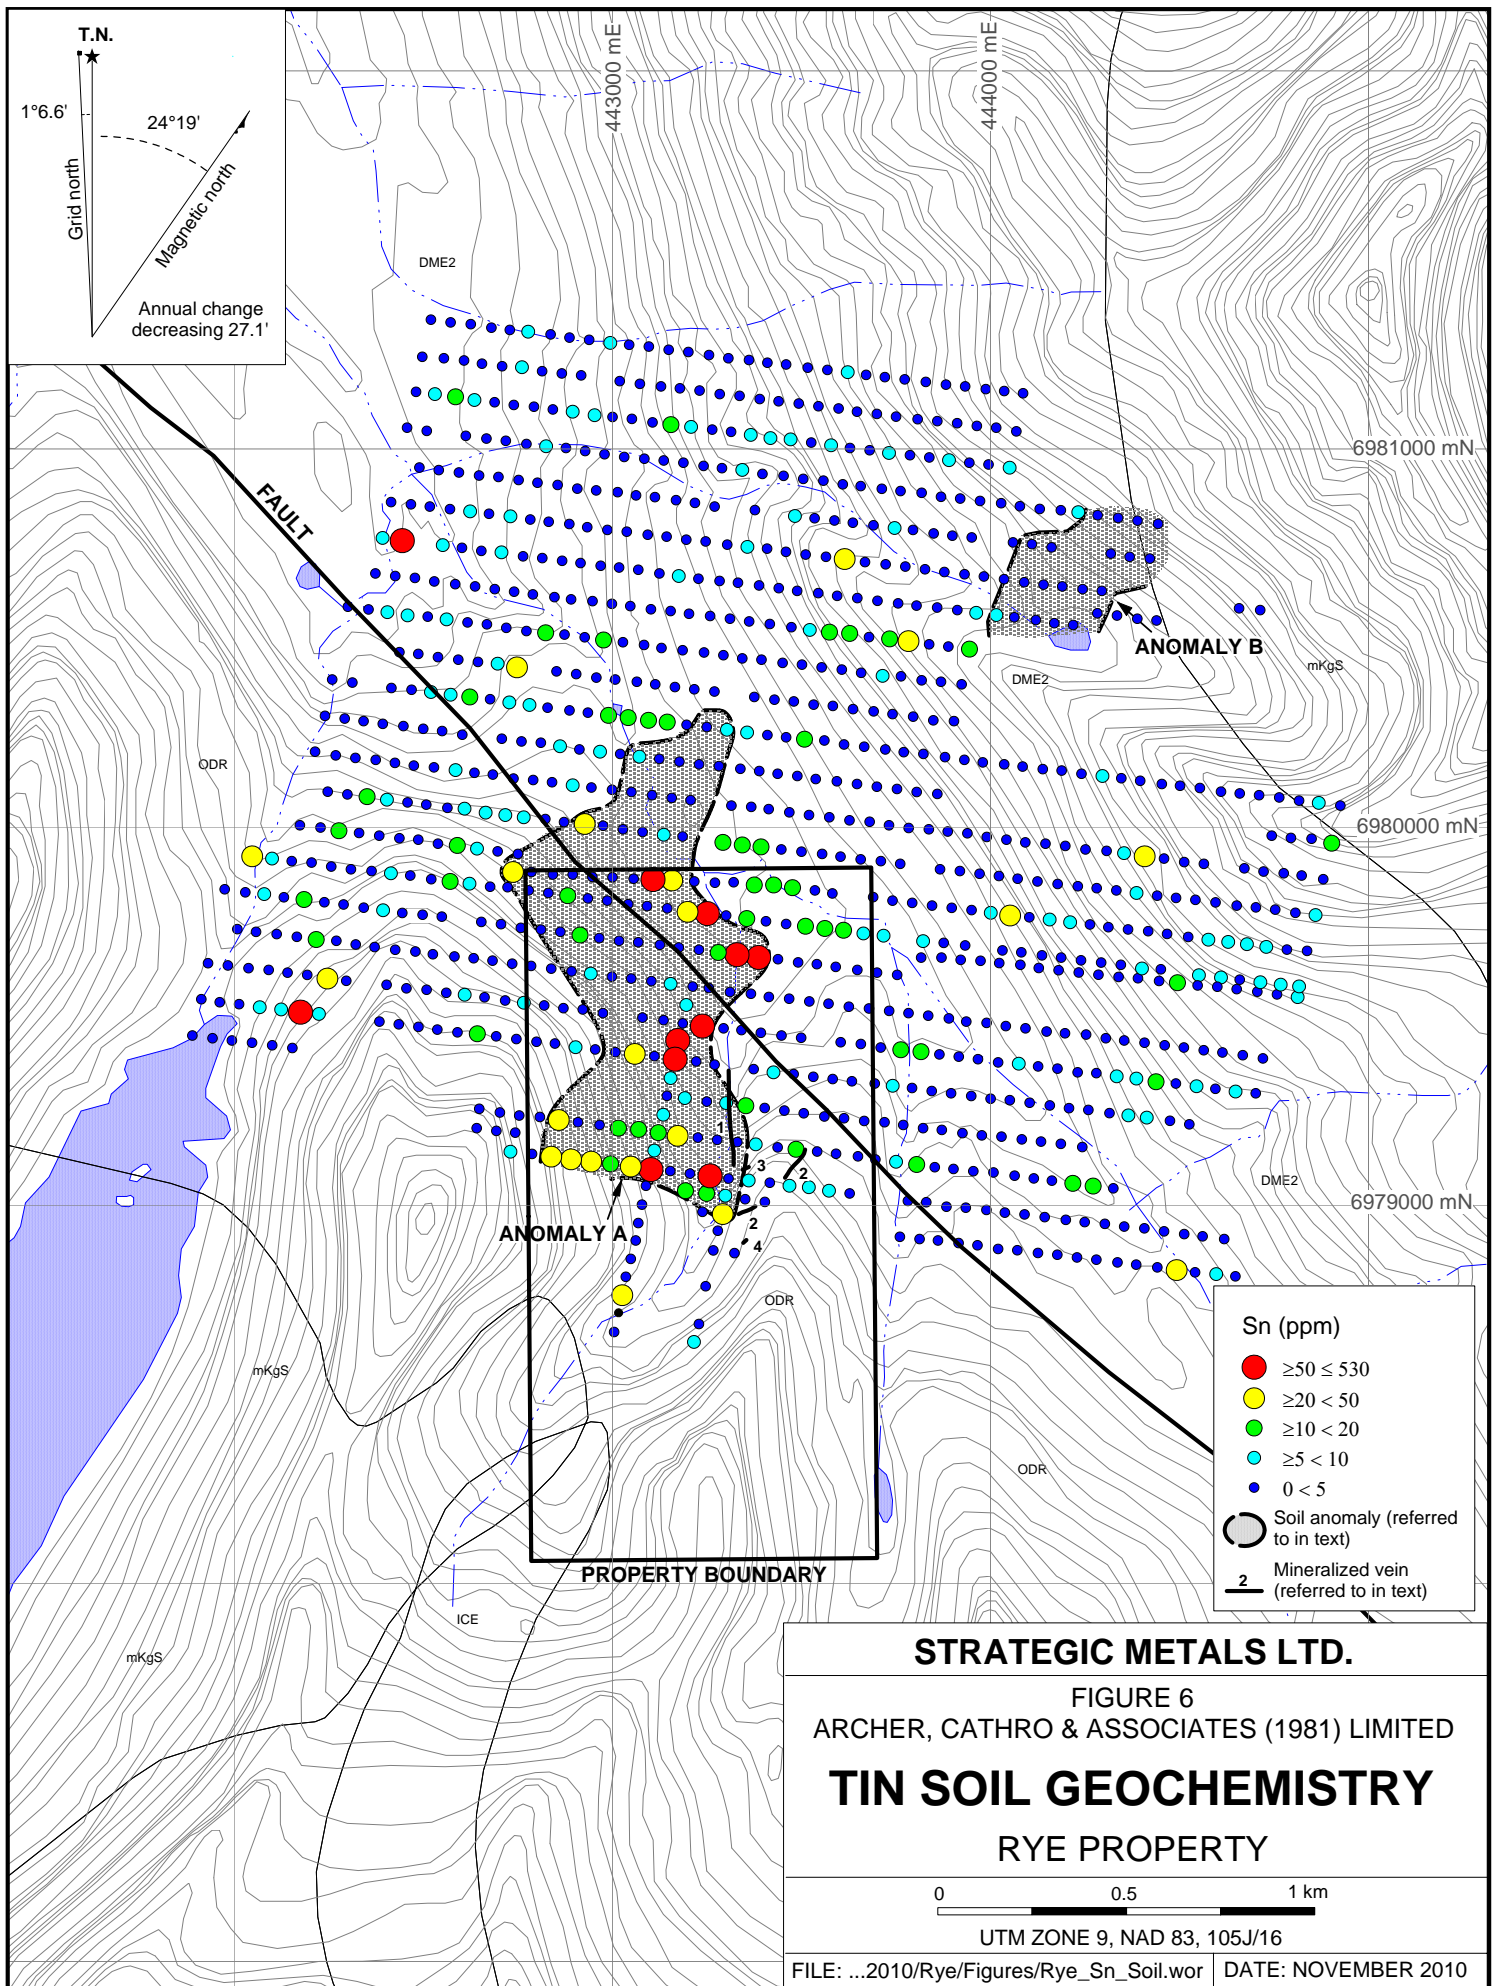 T.N.
1°6.6'
24°19'
Grid north
Magnetic north
Annual change
decreasing 27.1'
443000 mE
444000 mE
DME2
6981000 mN
FAULT
ANOMALY B
mKgS
DME2
ODR
6980000 mN
1
3
2
2
4
DME2
6979000 mN
ANOMALY A
ODR
mKgS
ODR
PROPERTY BOUNDARY
ICE
mKgS
Sn (ppm)
≥50 ≤ 530
≥20 < 50
≥10 < 20
≥5 < 10
0 < 5
Soil anomaly (referred
to in text)
2
Mineralized vein
(referred to in text)
STRATEGIC METALS LTD.
FIGURE 6
ARCHER, CATHRO & ASSOCIATES (1981) LIMITED
TIN SOIL GEOCHEMISTRY
RYE PROPERTY
0 0.5 1 km
UTM ZONE 9, NAD 83, 105J/16
FILE: ...2010/Rye/Figures/Rye_Sn_Soil.wor
DATE: NOVEMBER 2010